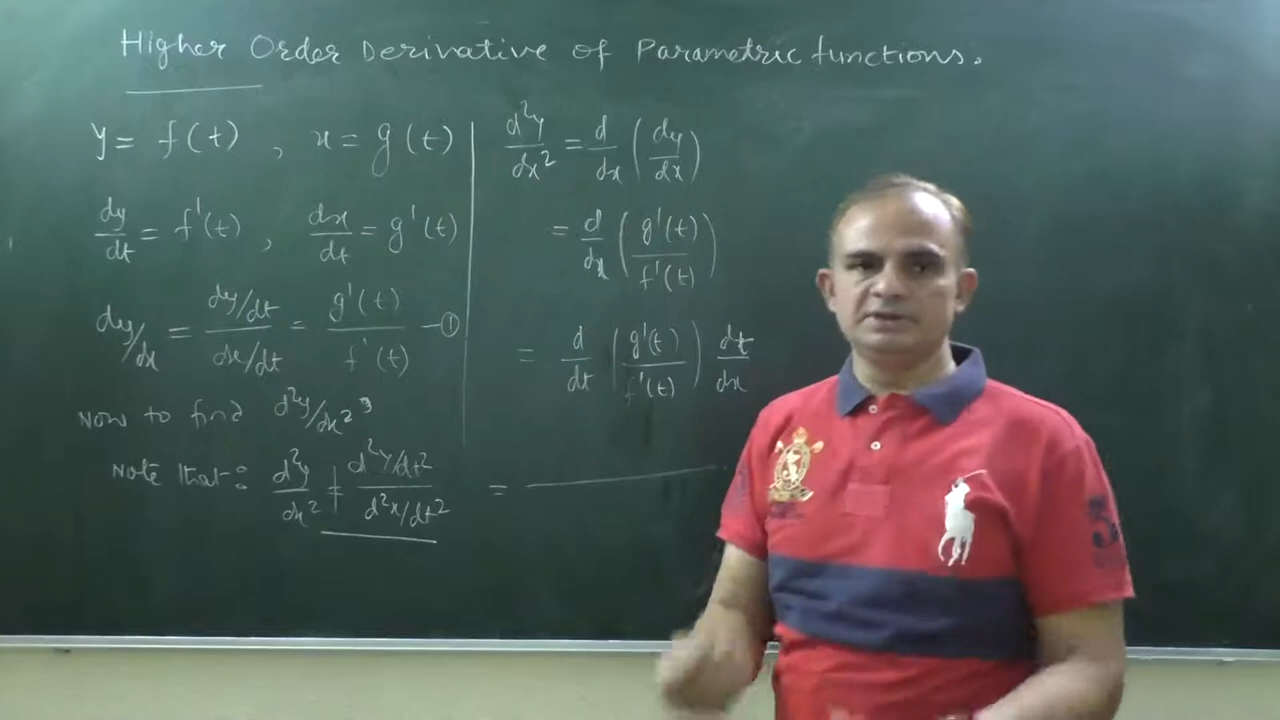 Higher Order Derivative of Parametric functions.
y = f(t) , x = g(t)
dy/dt = f'(t) , dx/dt = g'(t)
dy/dx = (dy/dt)/(dx/dt) = g'(t)/f'(t) —①
Now to find d²y/dx² :
Note that : d²y/dx² ≠ (d²y/dt²)/(d²x/dt²)
d²y/dx² = d/dx (dy/dx)
= d/dx (g'(t)/f'(t))
= d/dt (g'(t)/f'(t)) dt/dx
=